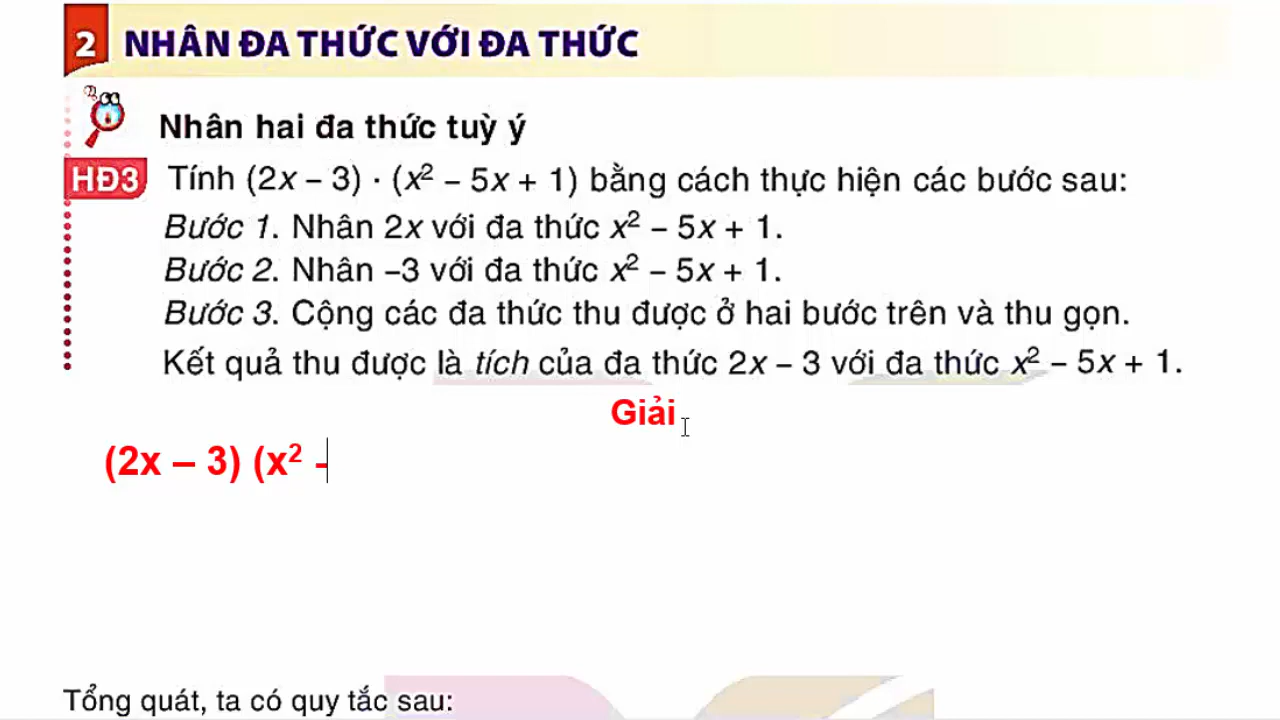 2 NHÂN ĐA THỨC VỚI ĐA THỨC
Nhân hai đa thức tuỳ ý
HĐ3 Tính (2x – 3) · (x² – 5x + 1) bằng cách thực hiện các bước sau:
Bước 1. Nhân 2x với đa thức x² – 5x + 1.
Bước 2. Nhân –3 với đa thức x² – 5x + 1.
Bước 3. Cộng các đa thức thu được ở hai bước trên và thu gọn.
Kết quả thu được là tích của đa thức 2x – 3 với đa thức x² – 5x + 1.
Giải
(2x – 3) (x² -
Tổng quát, ta có quy tắc sau: